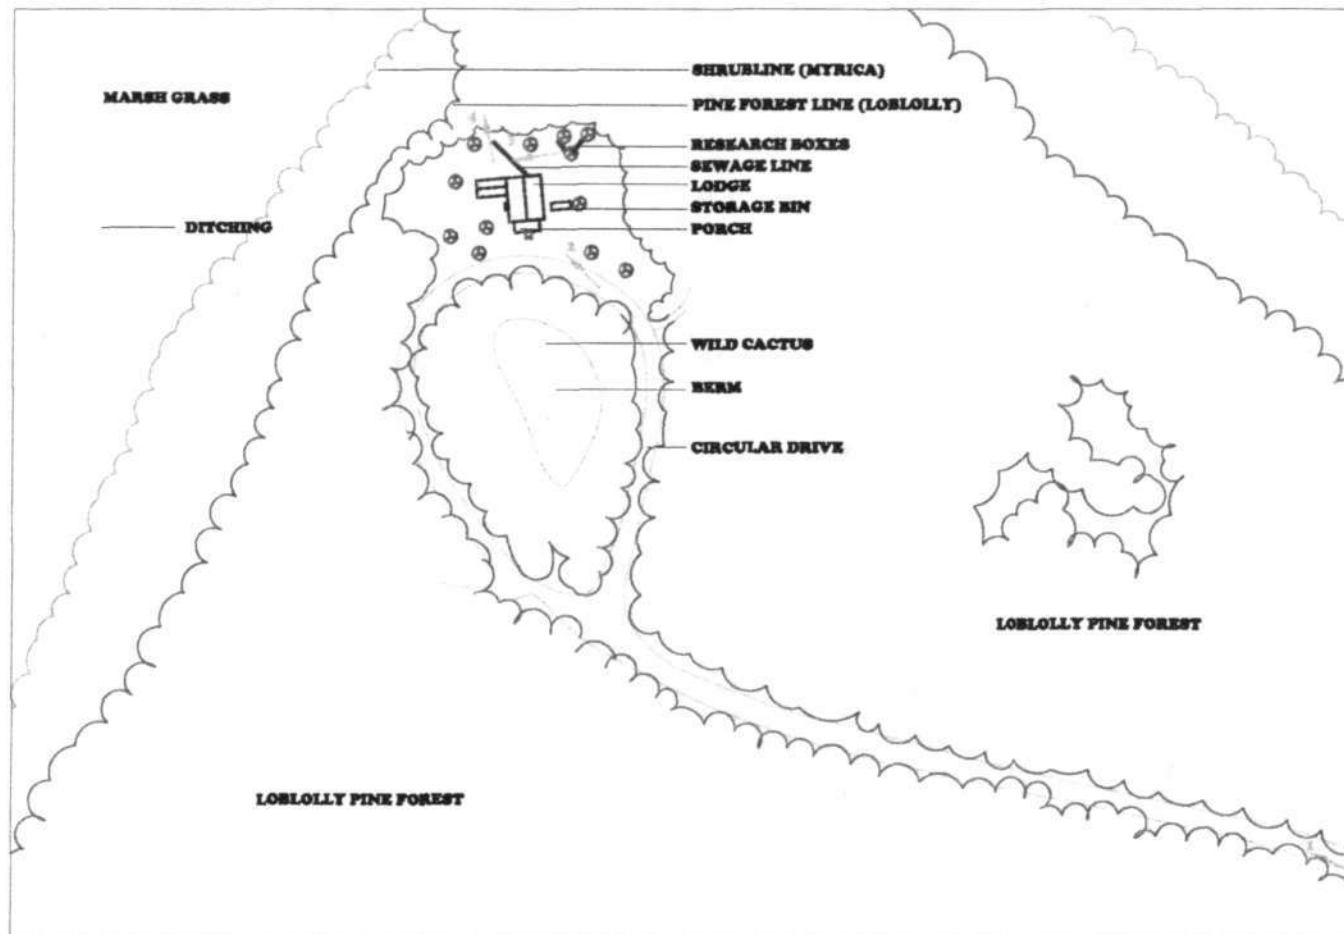 SHRUBLINE (MYRICA)
MARSH GRASS
PINE FOREST LINE (LOBLOLLY)
RESEARCH BOXES
SEWAGE LINE
LODGE
STORAGE BIN
PORCH
DITCHING
WILD CACTUS
BERM
CIRCULAR DRIVE
LOBLOLLY PINE FOREST
LOBLOLLY PINE FOREST